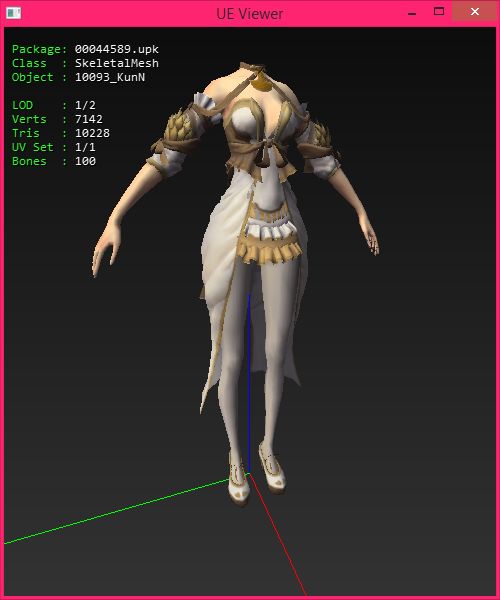 UE Viewer
Package: 00044589.upk
Class  : SkeletalMesh
Object : 10093_KunN
LOD    : 1/2
Verts  : 7142
Tris   : 10228
UV Set : 1/1
Bones  : 100